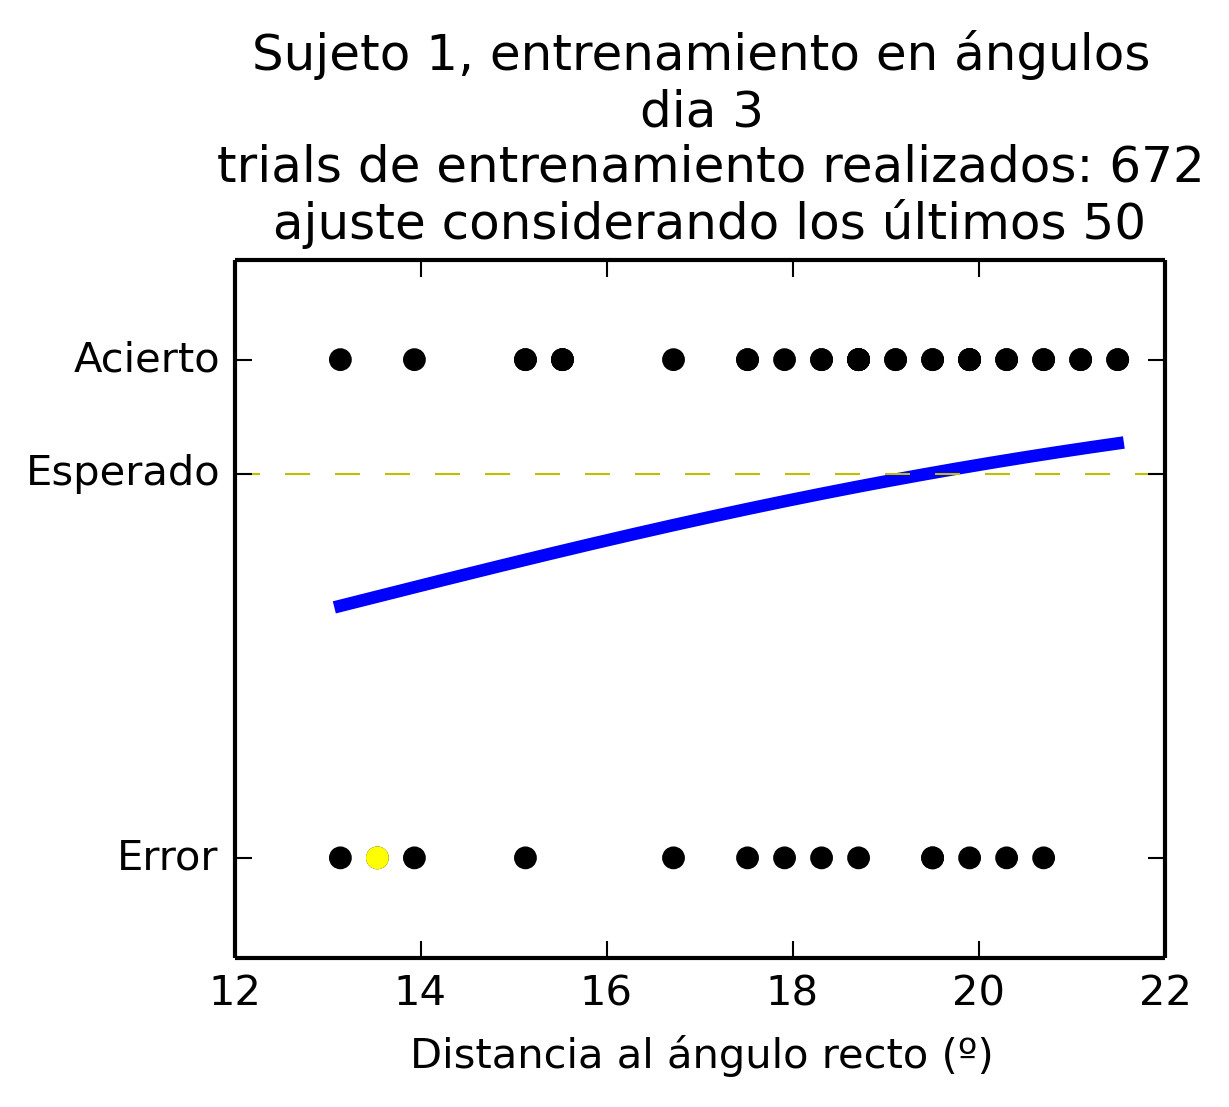 Sujeto 1, entrenamiento en ángulos
dia 3
trials de entrenamiento realizados: 672
ajuste considerando los últimos 50
Acierto
Esperado
Error
12 14 16 18 20 22
Distancia al ángulo recto (º)